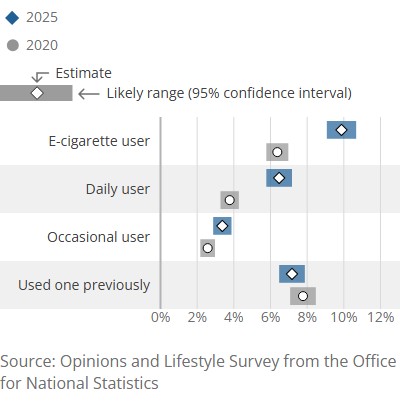 2025
2020
Estimate
Likely range (95% confidence interval)
E-cigarette user
Daily user
Occasional user
Used one previously
0% 2% 4% 6% 8% 10% 12%
Source: Opinions and Lifestyle Survey from the Office
for National Statistics